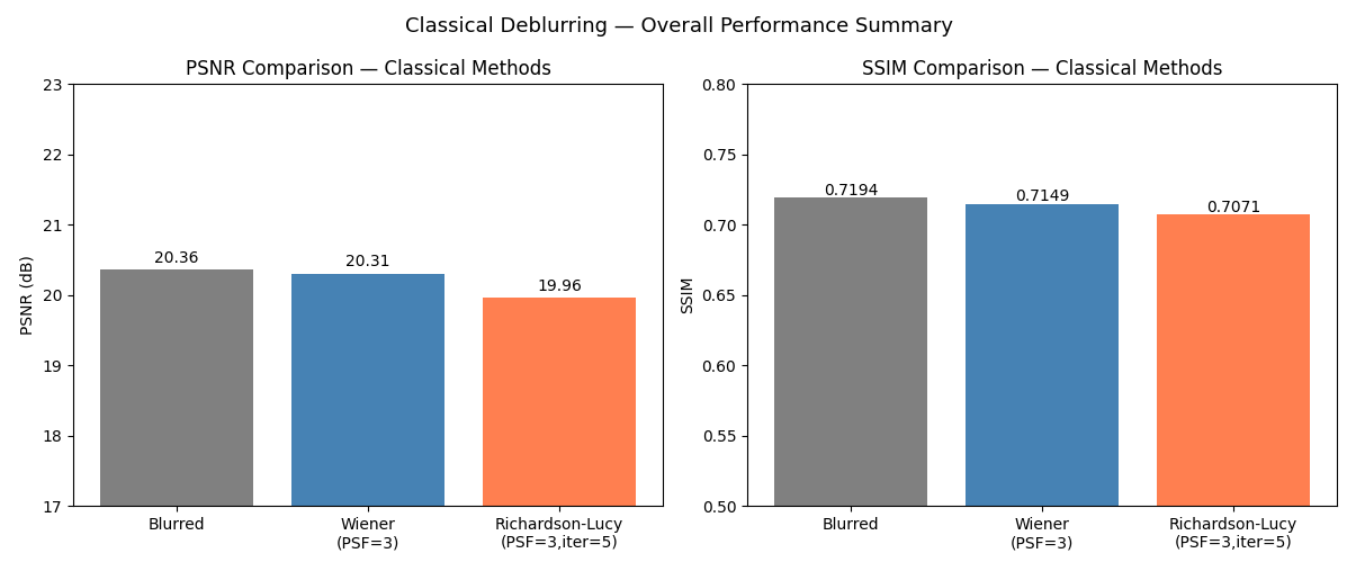 Classical Deblurring — Overall Performance Summary
PSNR Comparison — Classical Methods
PSNR (dB)
23
22
21
20
19
18
17
20.36
20.31
19.96
Blurred
Wiener
(PSF=3)
Richardson-Lucy
(PSF=3,iter=5)
SSIM Comparison — Classical Methods
SSIM
0.80
0.75
0.70
0.65
0.60
0.55
0.50
0.7194
0.7149
0.7071
Blurred
Wiener
(PSF=3)
Richardson-Lucy
(PSF=3,iter=5)